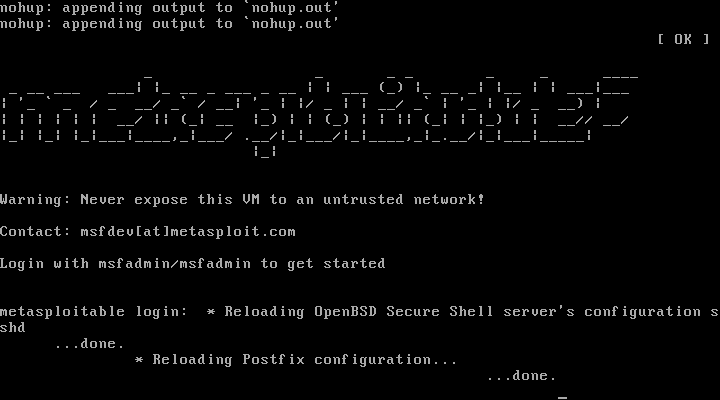 nohup: appending output to `nohup.out'
nohup: appending output to `nohup.out'
[ OK ]
metasploitable2
Warning: Never expose this VM to an untrusted network!
Contact: msfdev[at]metasploit.com
Login with msfadmin/msfadmin to get started
metasploitable login:  * Reloading OpenBSD Secure Shell server's configuration s
shd
...done.
* Reloading Postfix configuration...
...done.